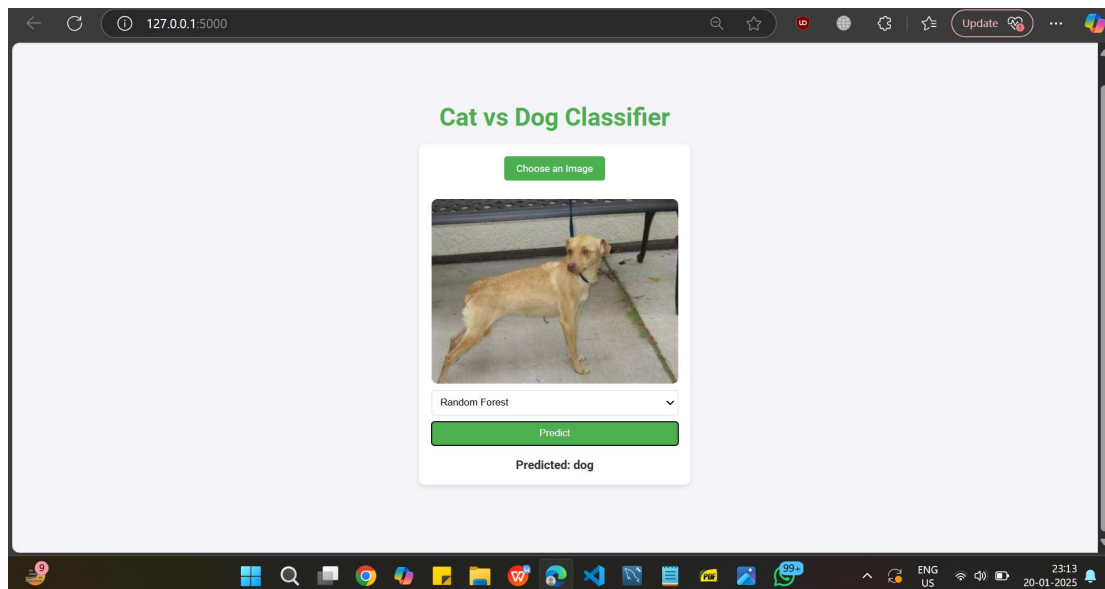 127.0.0.1:5000
Update
Cat vs Dog Classifier
Choose an Image
Random Forest
Predict
Predicted: dog
9
99+
ENG
US
23:13
20-01-2025